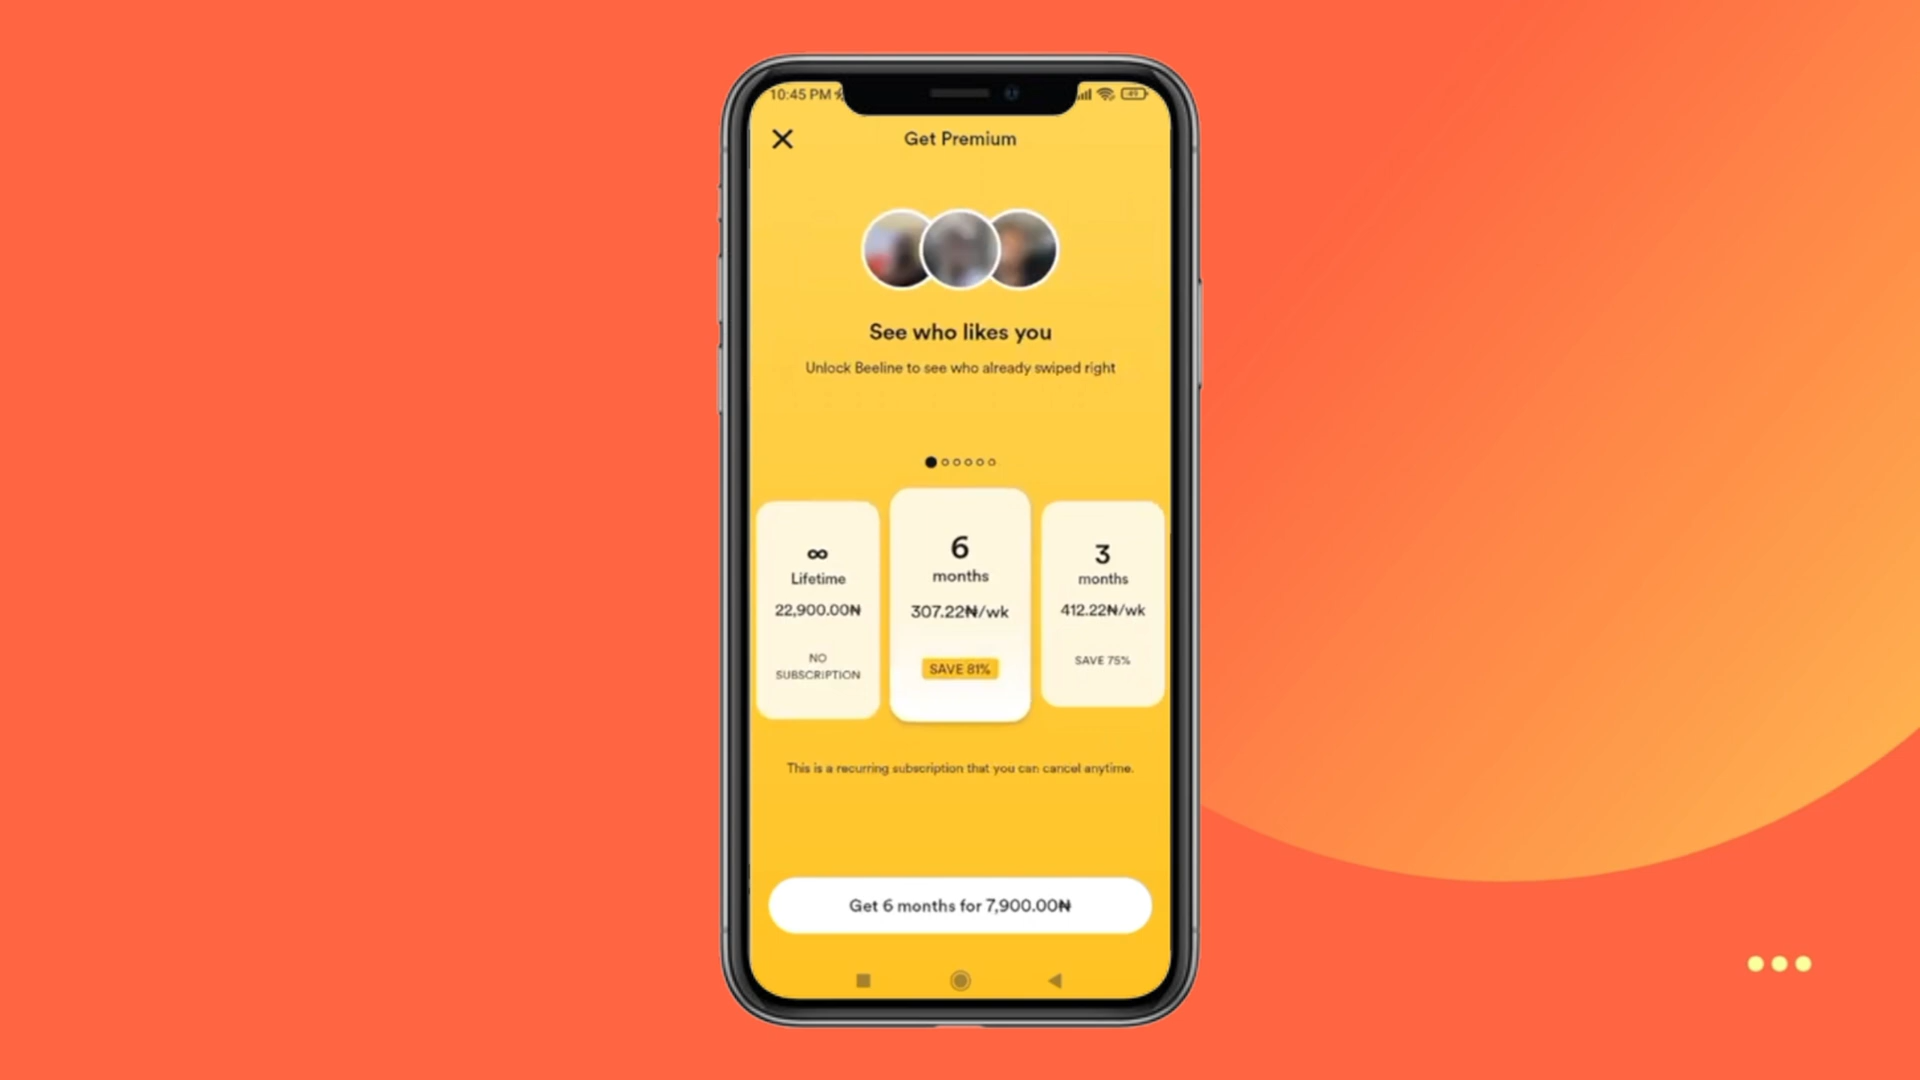 10:45 PM
49
Get Premium
See who likes you
Unlock Beeline to see who already swiped right
∞
Lifetime
22,900.00₦
NO
SUBSCRIPTION
6
months
307.22₦/wk
SAVE 81%
3
months
412.22₦/wk
SAVE 75%
This is a recurring subscription that you can cancel anytime.
Get 6 months for 7,900.00₦